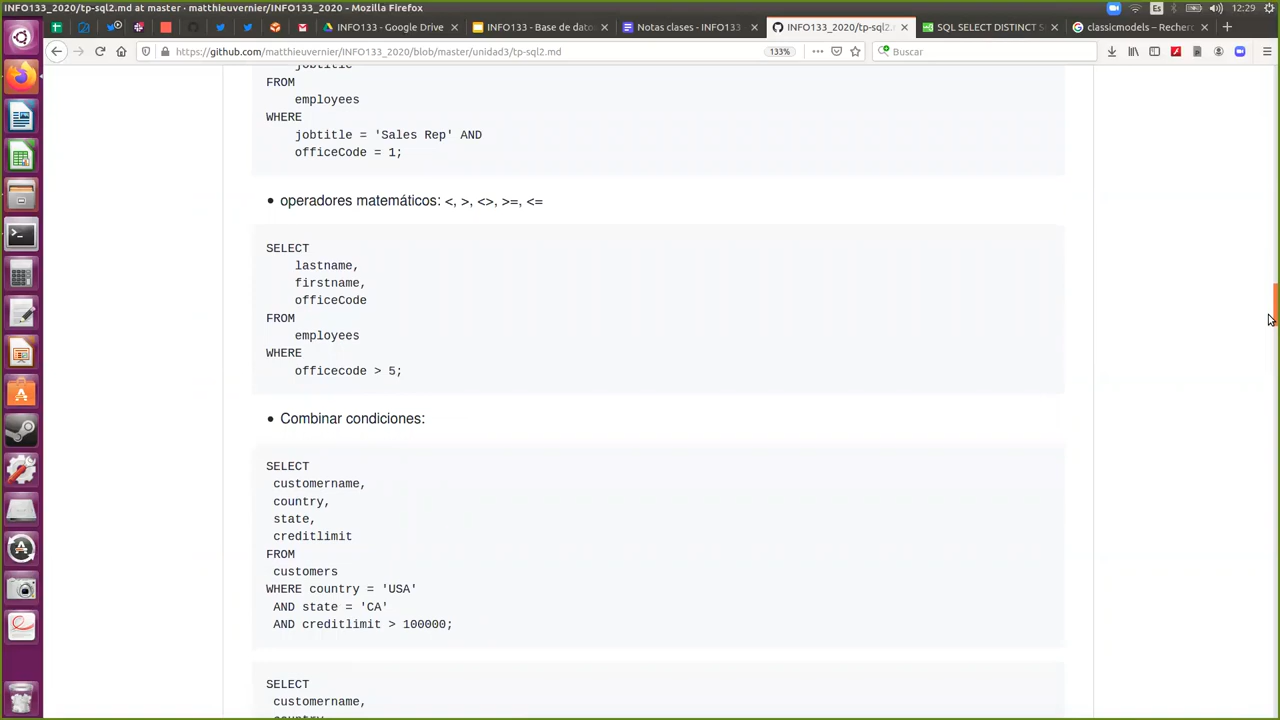 INFO133_2020/tp-sql2.md at master · matthieuvernier/INFO133_2020 - Mozilla Firefox
Es
12:29
INFO133 - Google Drive
INFO133 - Base de dato
Notas clases - INFO133
INFO133_2020/tp-sql2.
SQL SELECT DISTINCT S
classicmodels – Recherc
https://github.com/matthieuvernier/INFO133_2020/blob/master/unidad3/tp-sql2.md
133%
Buscar
jobtitle
FROM
employees
WHERE
jobtitle = 'Sales Rep' AND
officeCode = 1;
• operadores matemáticos: <, >, <>, >=, <=
SELECT
lastname,
firstname,
officeCode
FROM
employees
WHERE
officecode > 5;
• Combinar condiciones:
SELECT
customername,
country,
state,
creditlimit
FROM
customers
WHERE country = 'USA'
AND state = 'CA'
AND creditlimit > 100000;
SELECT
customername,
country